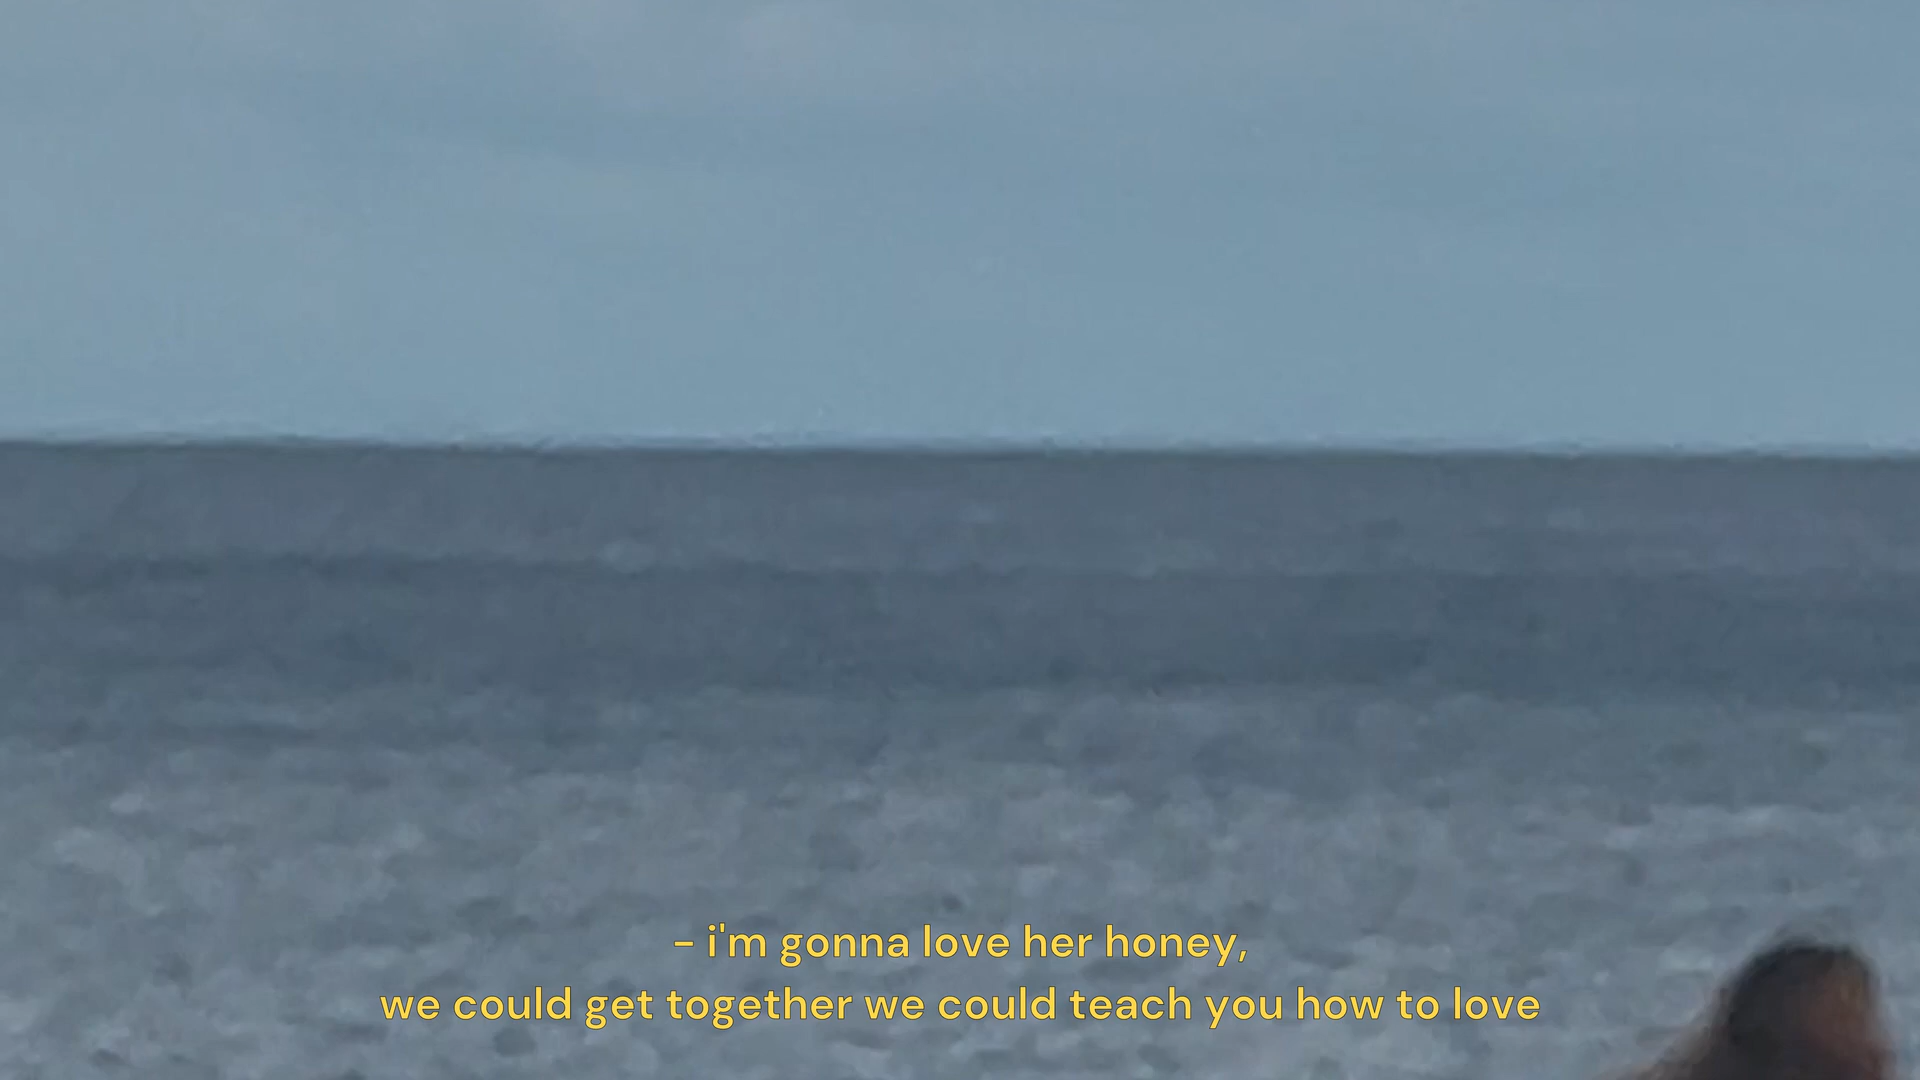 - i'm gonna love her honey,
we could get together we could teach you how to love